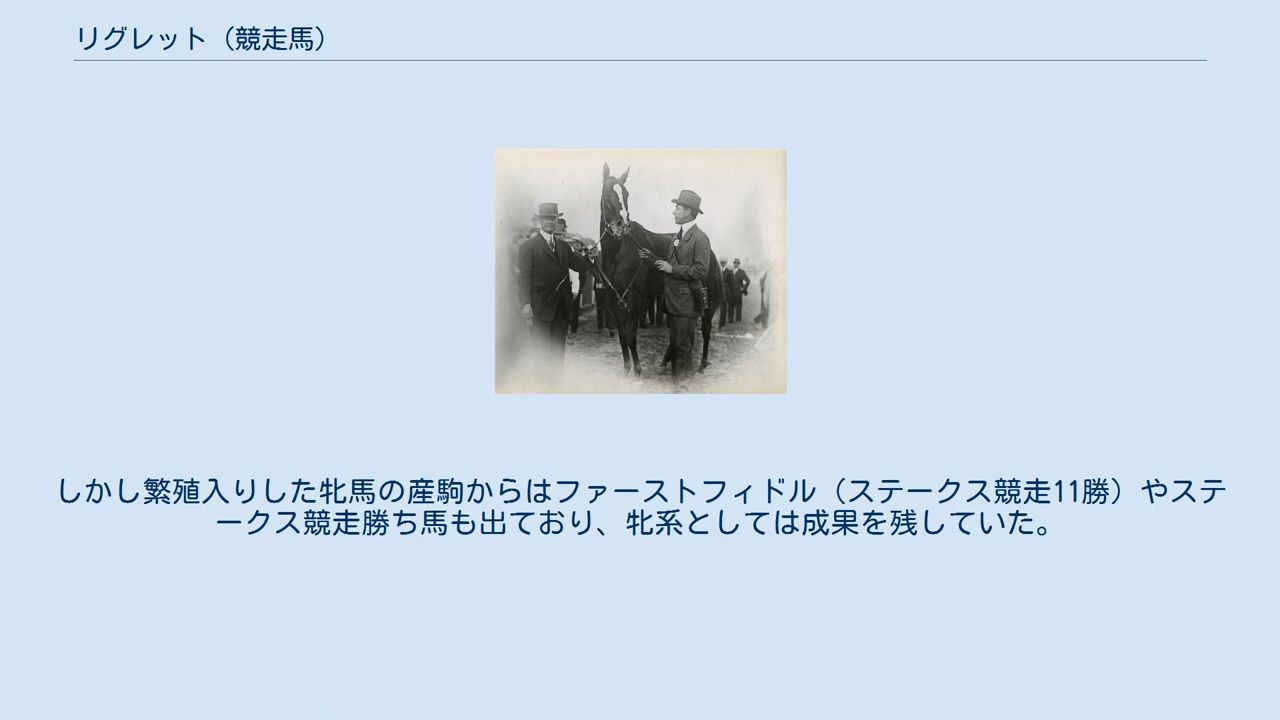 リグレット（競走馬）
しかし繁殖入りした牝馬の産駒からはファーストフィドル（ステークス競走11勝）やステ
ークス競走勝ち馬も出ており、牝系としては成果を残していた。